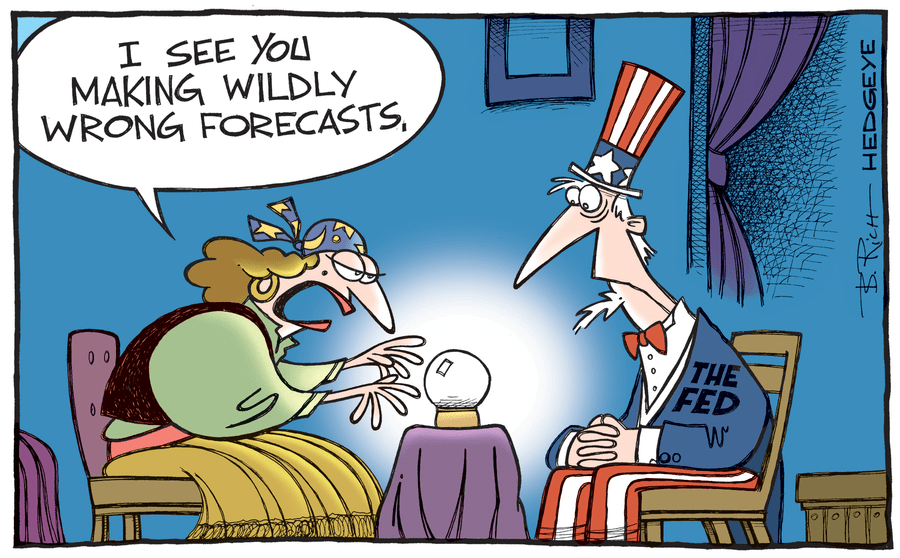 I SEE YOU
MAKING WILDLY
WRONG FORECASTS.
THE
FED
B. RICH
HEDGEYE